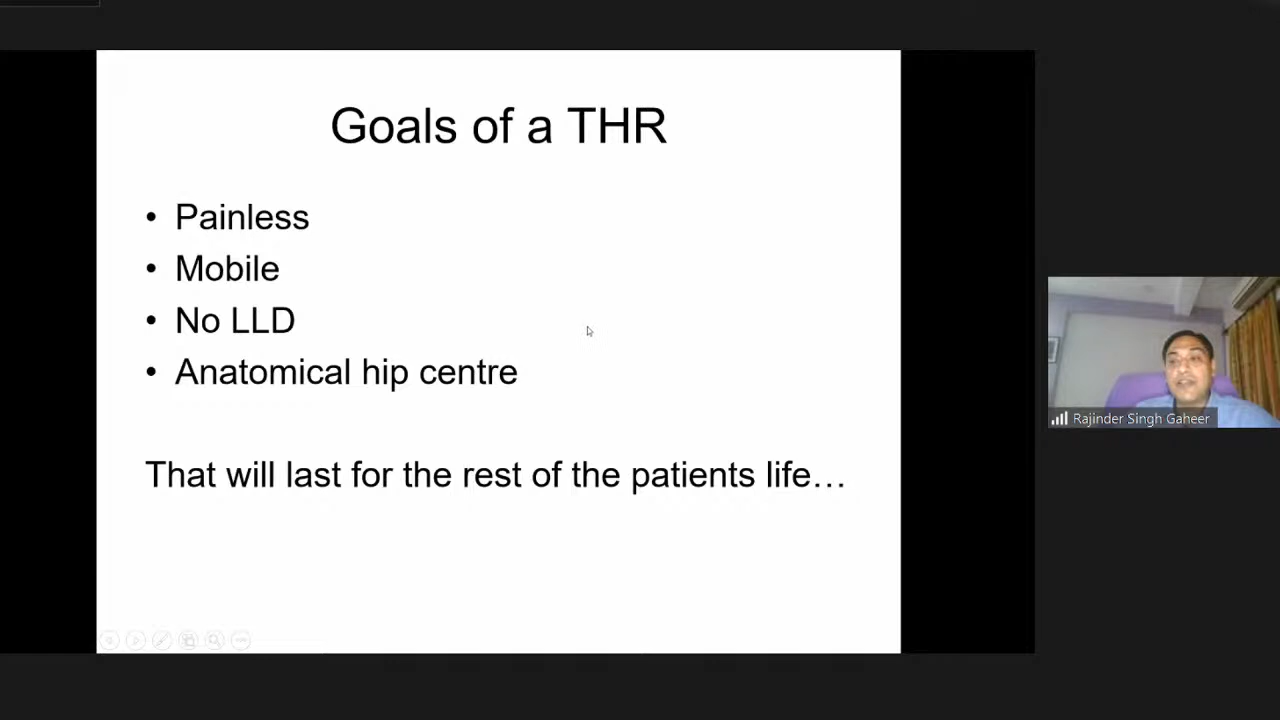 Goals of a THR
• Painless
• Mobile
• No LLD
• Anatomical hip centre
That will last for the rest of the patients life…
Rajinder Singh Gaheer